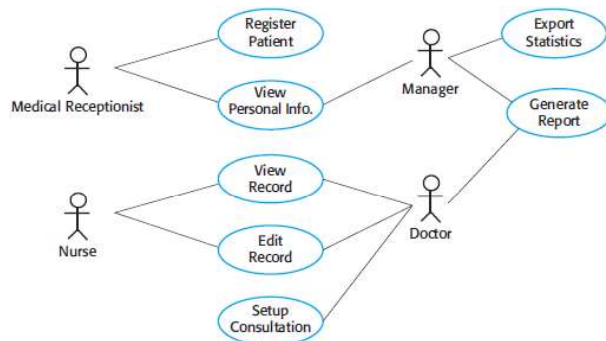 Register
Patient
Export
Statistics
Medical Receptionist
View
Personal Info.
Manager
Generate
Report
View
Record
Nurse
Edit
Record
Doctor
Setup
Consultation